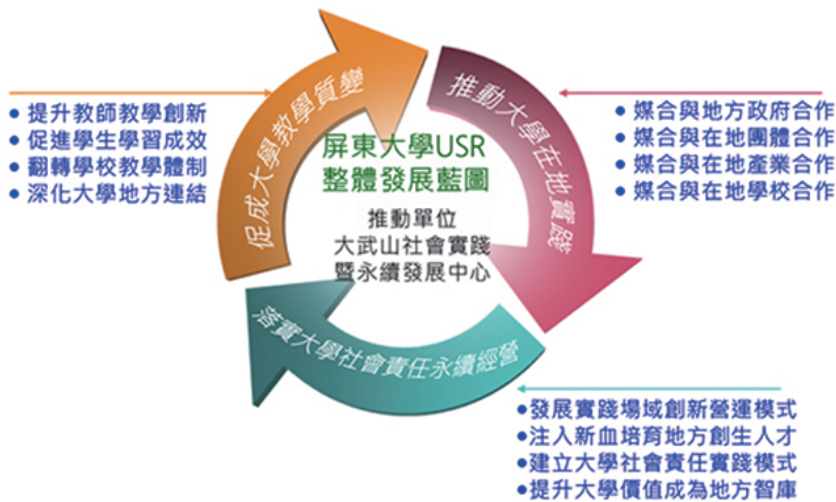 促成大學教學質變
● 提升教師教學創新
● 促進學生學習成效
● 翻轉學校教學體制
● 深化大學地方連結
屏東大學USR
整體發展藍圖
推動單位
大武山社會實踐
暨永續發展中心
推動大學在地實踐
● 媒合與地方政府合作
● 媒合與在地團體合作
● 媒合與在地產業合作
● 媒合與在地學校合作
落實大學社會責任永續經營
●發展實踐場域創新營運模式
●注入新血培育地方創生人才
●建立大學社會責任實踐模式
●提升大學價值成為地方智庫